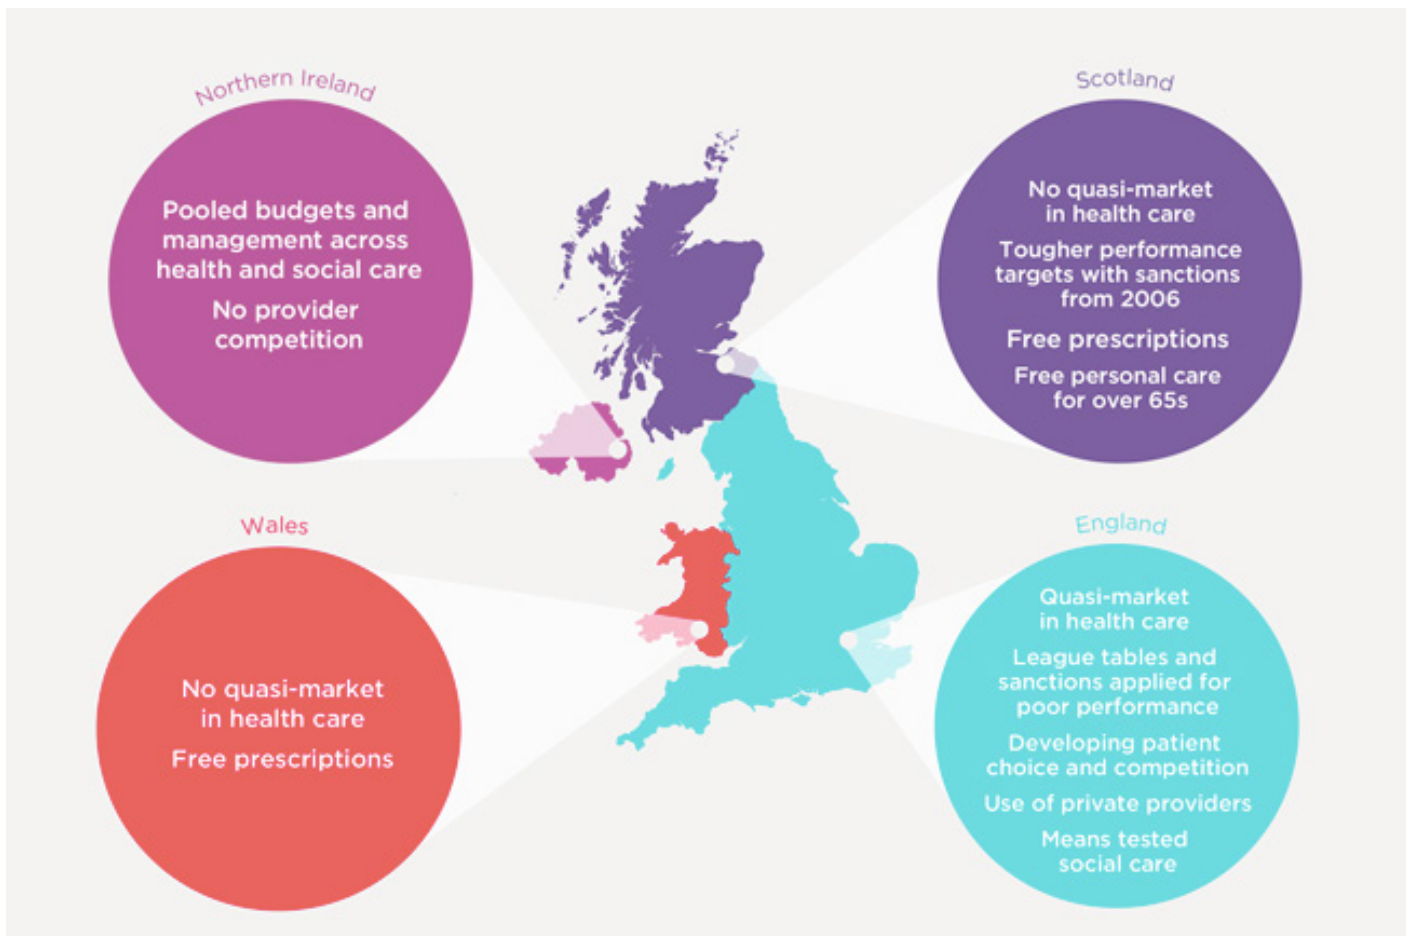 Northern Ireland
Pooled budgets and
management across
health and social care
No provider
competition
Scotland
No quasi-market
in health care
Tougher performance
targets with sanctions
from 2006
Free prescriptions
Free personal care
for over 65s
Wales
No quasi-market
in health care
Free prescriptions
England
Quasi-market
in health care
League tables and
sanctions applied for
poor performance
Developing patient
choice and competition
Use of private providers
Means tested
social care